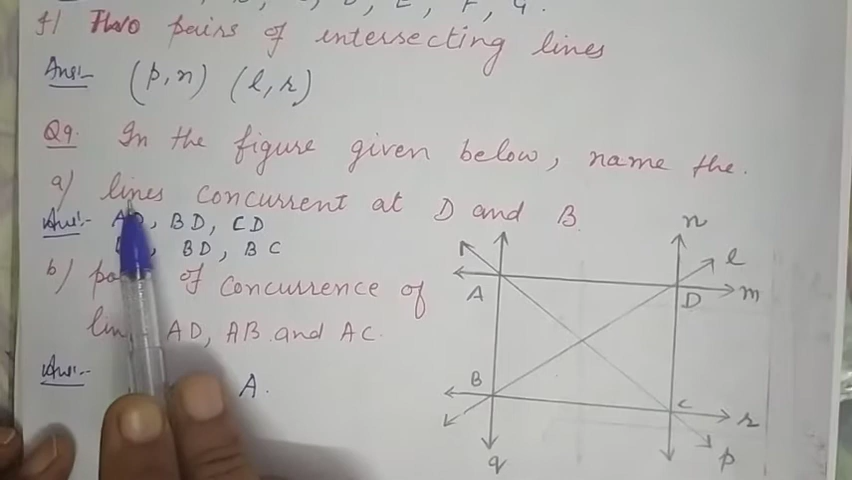 f) Two pairs of intersecting lines
Ans:- (p,n) (l,r)
Q9. In the figure given below, name the.
a) lines concurrent at D and B.
Ans:- AD, BD, CD
BD, BC
b) of concurrence of
AD, AB and AC.
Ans:- A.
n
l
A
D
m
B
C
r
q
p